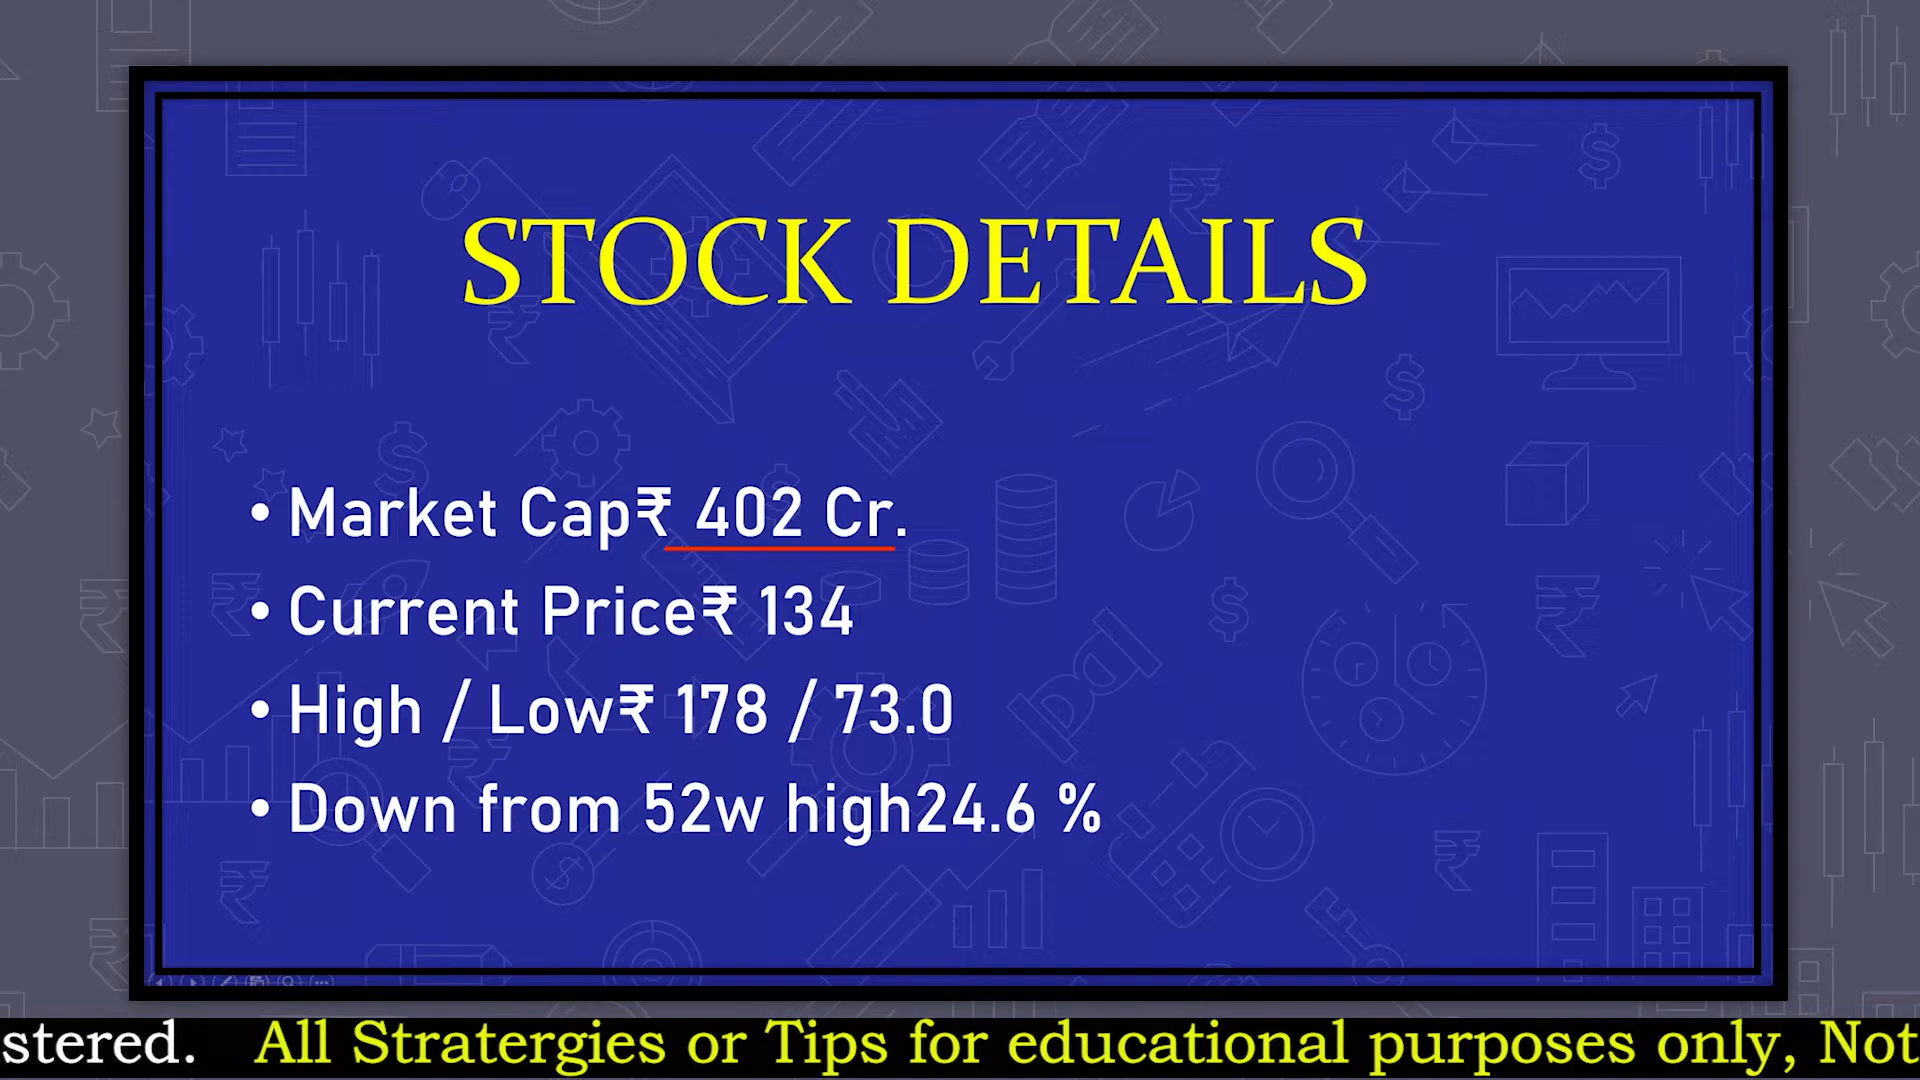 STOCK DETAILS
• Market Cap₹ 402 Cr.
• Current Price₹ 134
• High / Low₹ 178 / 73.0
• Down from 52w high24.6 %
stered. All Stratergies or Tips for educational purposes only, Not